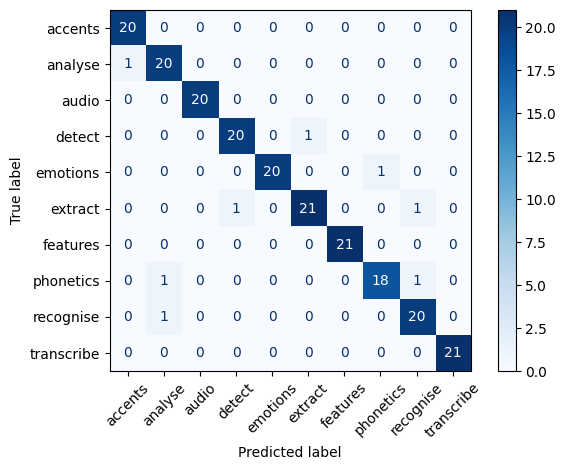 accents 20 0 0 0 0 0 0 0 0 0
analyse 1 20 0 0 0 0 0 0 0 0
audio 0 0 20 0 0 0 0 0 0 0
detect 0 0 0 20 0 1 0 0 0 0
emotions 0 0 0 0 20 0 0 1 0 0
extract 0 0 0 1 0 21 0 0 1 0
features 0 0 0 0 0 0 21 0 0 0
phonetics 0 1 0 0 0 0 0 18 1 0
recognise 0 1 0 0 0 0 0 0 20 0
transcribe 0 0 0 0 0 0 0 0 0 21
True label
accents analyse audio detect emotions extract features phonetics recognise transcribe
Predicted label
20.0
17.5
15.0
12.5
10.0
7.5
5.0
2.5
0.0